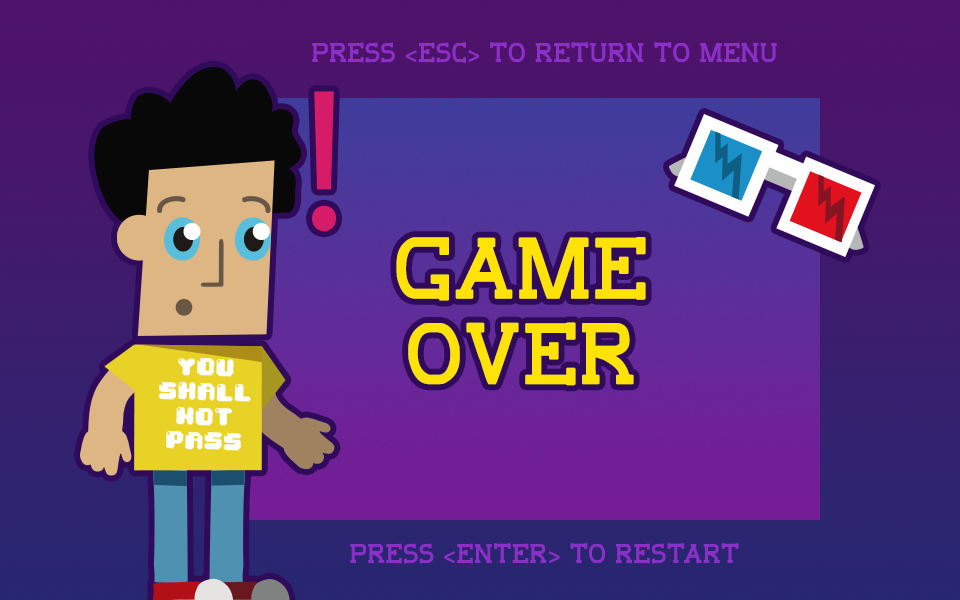 PRESS <ESC> TO RETURN TO MENU
!
GAME
OVER
YOU
SHALL
NOT
PASS
PRESS <ENTER> TO RESTART